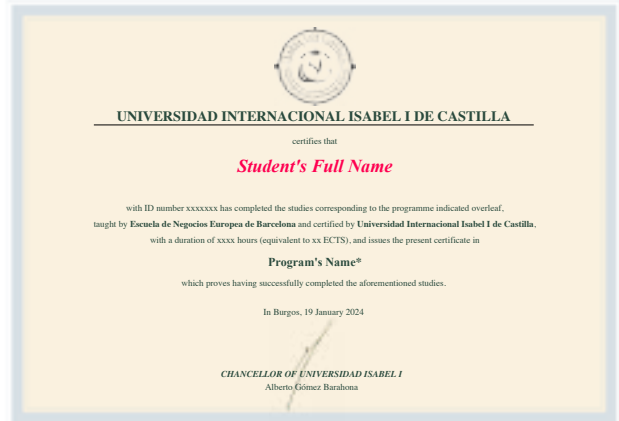 UNIVERSIDAD INTERNACIONAL ISABEL I DE CASTILLA
certifies that
Student's Full Name
with ID number xxxxxxx has completed the studies corresponding to the programme indicated overleaf,
taught by Escuela de Negocios Europea de Barcelona and certified by Universidad Internacional Isabel I de Castilla,
with a duration of xxxx hours (equivalent to xx ECTS), and issues the present certificate in
Program's Name*
which proves having successfully completed the aforementioned studies.
In Burgos, 19 January 2024
CHANCELLOR OF UNIVERSIDAD ISABEL I
Alberto Gómez Barahona